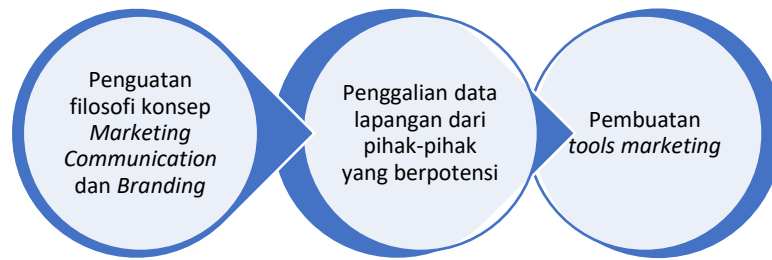 Penguatan
filosofi konsep
Marketing
Communication
dan Branding
Penggalian data
lapangan dari
pihak-pihak
yang berpotensi
Pembuatan
tools marketing